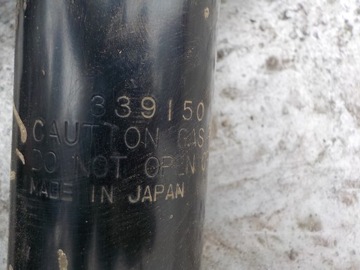 339150
CAUTION GAS
DO NOT OPEN
MADE IN JAPAN